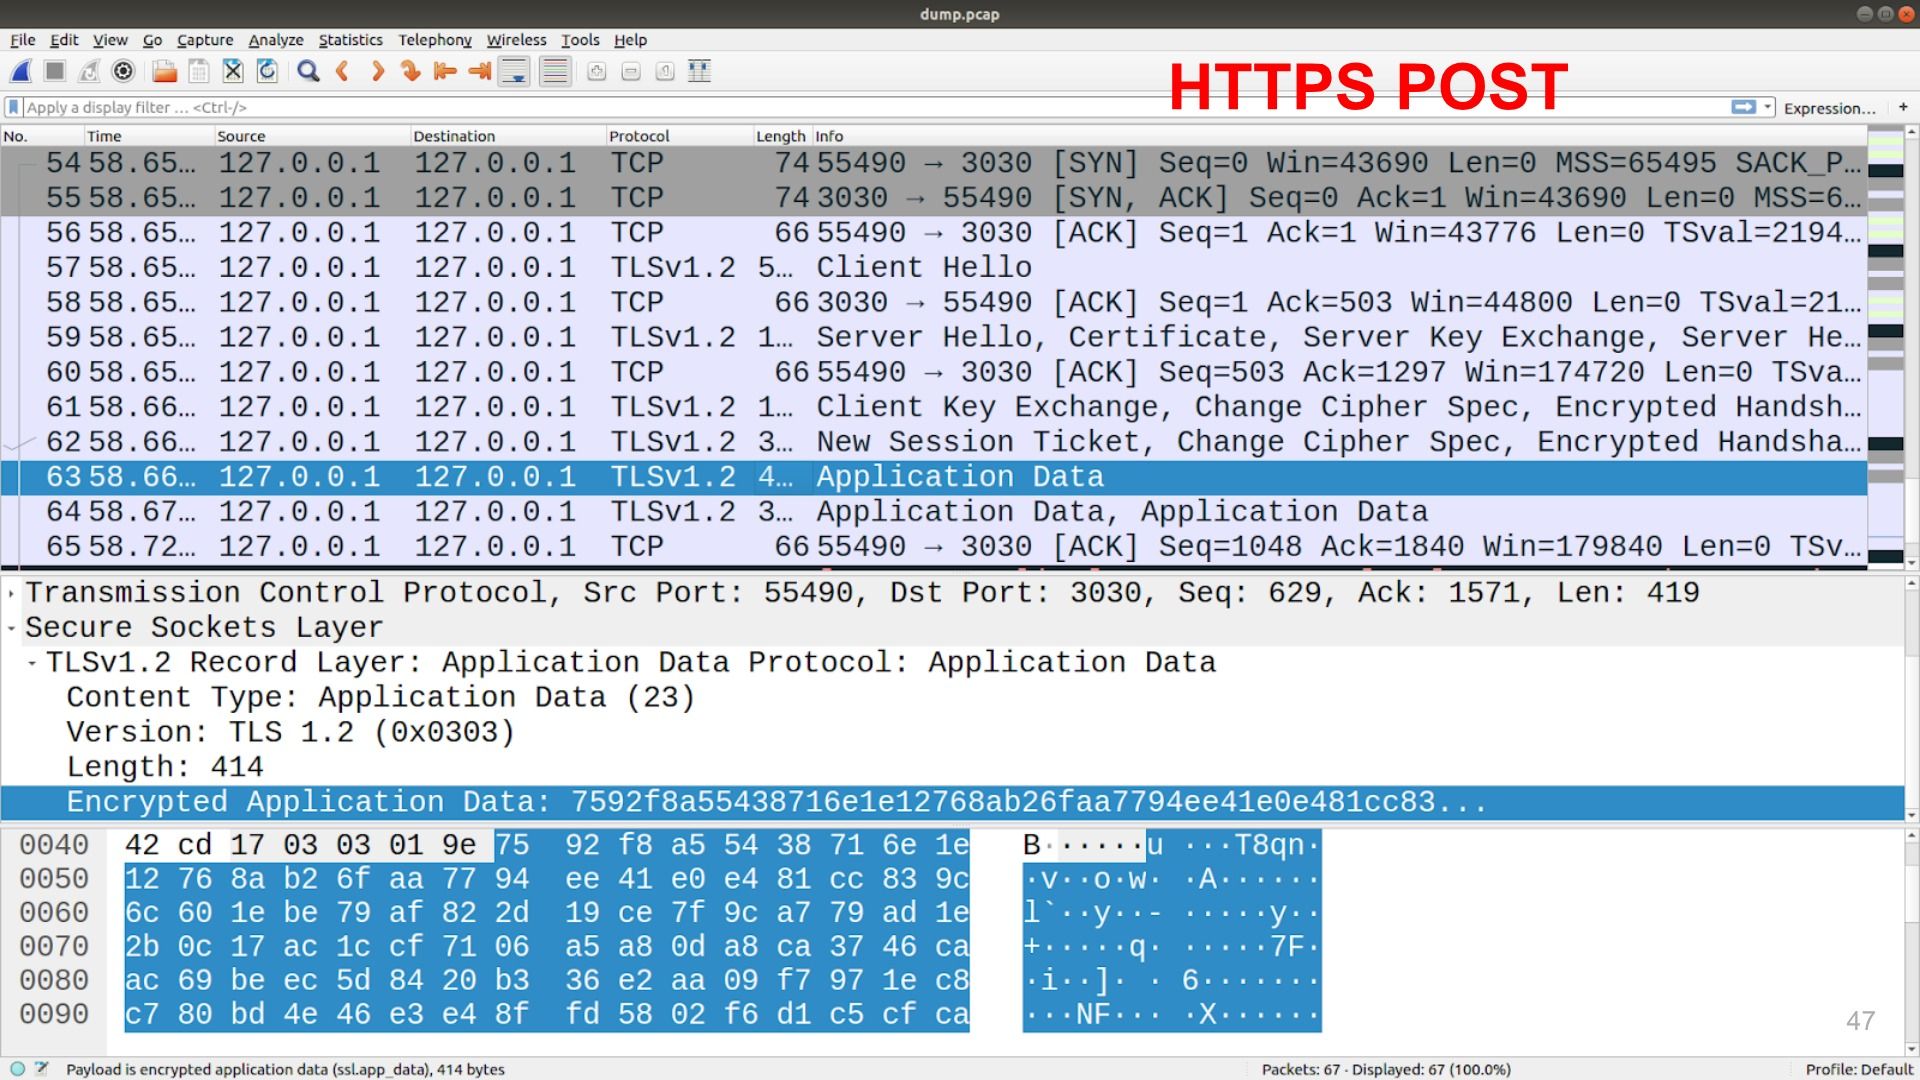 dump.pcap
File Edit View Go Capture Analyze Statistics Telephony Wireless Tools Help
HTTPS POST
Apply a display filter … <Ctrl-/> Expression… +
No. Time Source Destination Protocol Length Info
54 58.65… 127.0.0.1 127.0.0.1 TCP 74 55490 → 3030 [SYN] Seq=0 Win=43690 Len=0 MSS=65495 SACK_P…
55 58.65… 127.0.0.1 127.0.0.1 TCP 74 3030 → 55490 [SYN, ACK] Seq=0 Ack=1 Win=43690 Len=0 MSS=6…
56 58.65… 127.0.0.1 127.0.0.1 TCP 66 55490 → 3030 [ACK] Seq=1 Ack=1 Win=43776 Len=0 TSval=2194…
57 58.65… 127.0.0.1 127.0.0.1 TLSv1.2 5… Client Hello
58 58.65… 127.0.0.1 127.0.0.1 TCP 66 3030 → 55490 [ACK] Seq=1 Ack=503 Win=44800 Len=0 TSval=21…
59 58.65… 127.0.0.1 127.0.0.1 TLSv1.2 1… Server Hello, Certificate, Server Key Exchange, Server He…
60 58.65… 127.0.0.1 127.0.0.1 TCP 66 55490 → 3030 [ACK] Seq=503 Ack=1297 Win=174720 Len=0 TSva…
61 58.66… 127.0.0.1 127.0.0.1 TLSv1.2 1… Client Key Exchange, Change Cipher Spec, Encrypted Handsh…
62 58.66… 127.0.0.1 127.0.0.1 TLSv1.2 3… New Session Ticket, Change Cipher Spec, Encrypted Handsha…
63 58.66… 127.0.0.1 127.0.0.1 TLSv1.2 4… Application Data
64 58.67… 127.0.0.1 127.0.0.1 TLSv1.2 3… Application Data, Application Data
65 58.72… 127.0.0.1 127.0.0.1 TCP 66 55490 → 3030 [ACK] Seq=1048 Ack=1840 Win=179840 Len=0 TSv…
Transmission Control Protocol, Src Port: 55490, Dst Port: 3030, Seq: 629, Ack: 1571, Len: 419
Secure Sockets Layer
TLSv1.2 Record Layer: Application Data Protocol: Application Data
Content Type: Application Data (23)
Version: TLS 1.2 (0x0303)
Length: 414
Encrypted Application Data: 7592f8a55438716e1e12768ab26faa7794ee41e0e481cc83...
0040 42 cd 17 03 03 01 9e 75 92 f8 a5 54 38 71 6e 1e B······u ···T8qn·
0050 12 76 8a b2 6f aa 77 94 ee 41 e0 e4 81 cc 83 9c ·v··o·w· ·A······
0060 6c 60 1e be 79 af 82 2d 19 ce 7f 9c a7 79 ad 1e l`··y··- ·····y··
0070 2b 0c 17 ac 1c cf 71 06 a5 a8 0d a8 ca 37 46 ca +·····q· ·····7F·
0080 ac 69 be ec 5d 84 20 b3 36 e2 aa 09 f7 97 1e c8 ·i··]· · 6·······
0090 c7 80 bd 4e 46 e3 e4 8f fd 58 02 f6 d1 c5 cf ca ···NF··· ·X······
47
Payload is encrypted application data (ssl.app_data), 414 bytes Packets: 67 · Displayed: 67 (100.0%) Profile: Default